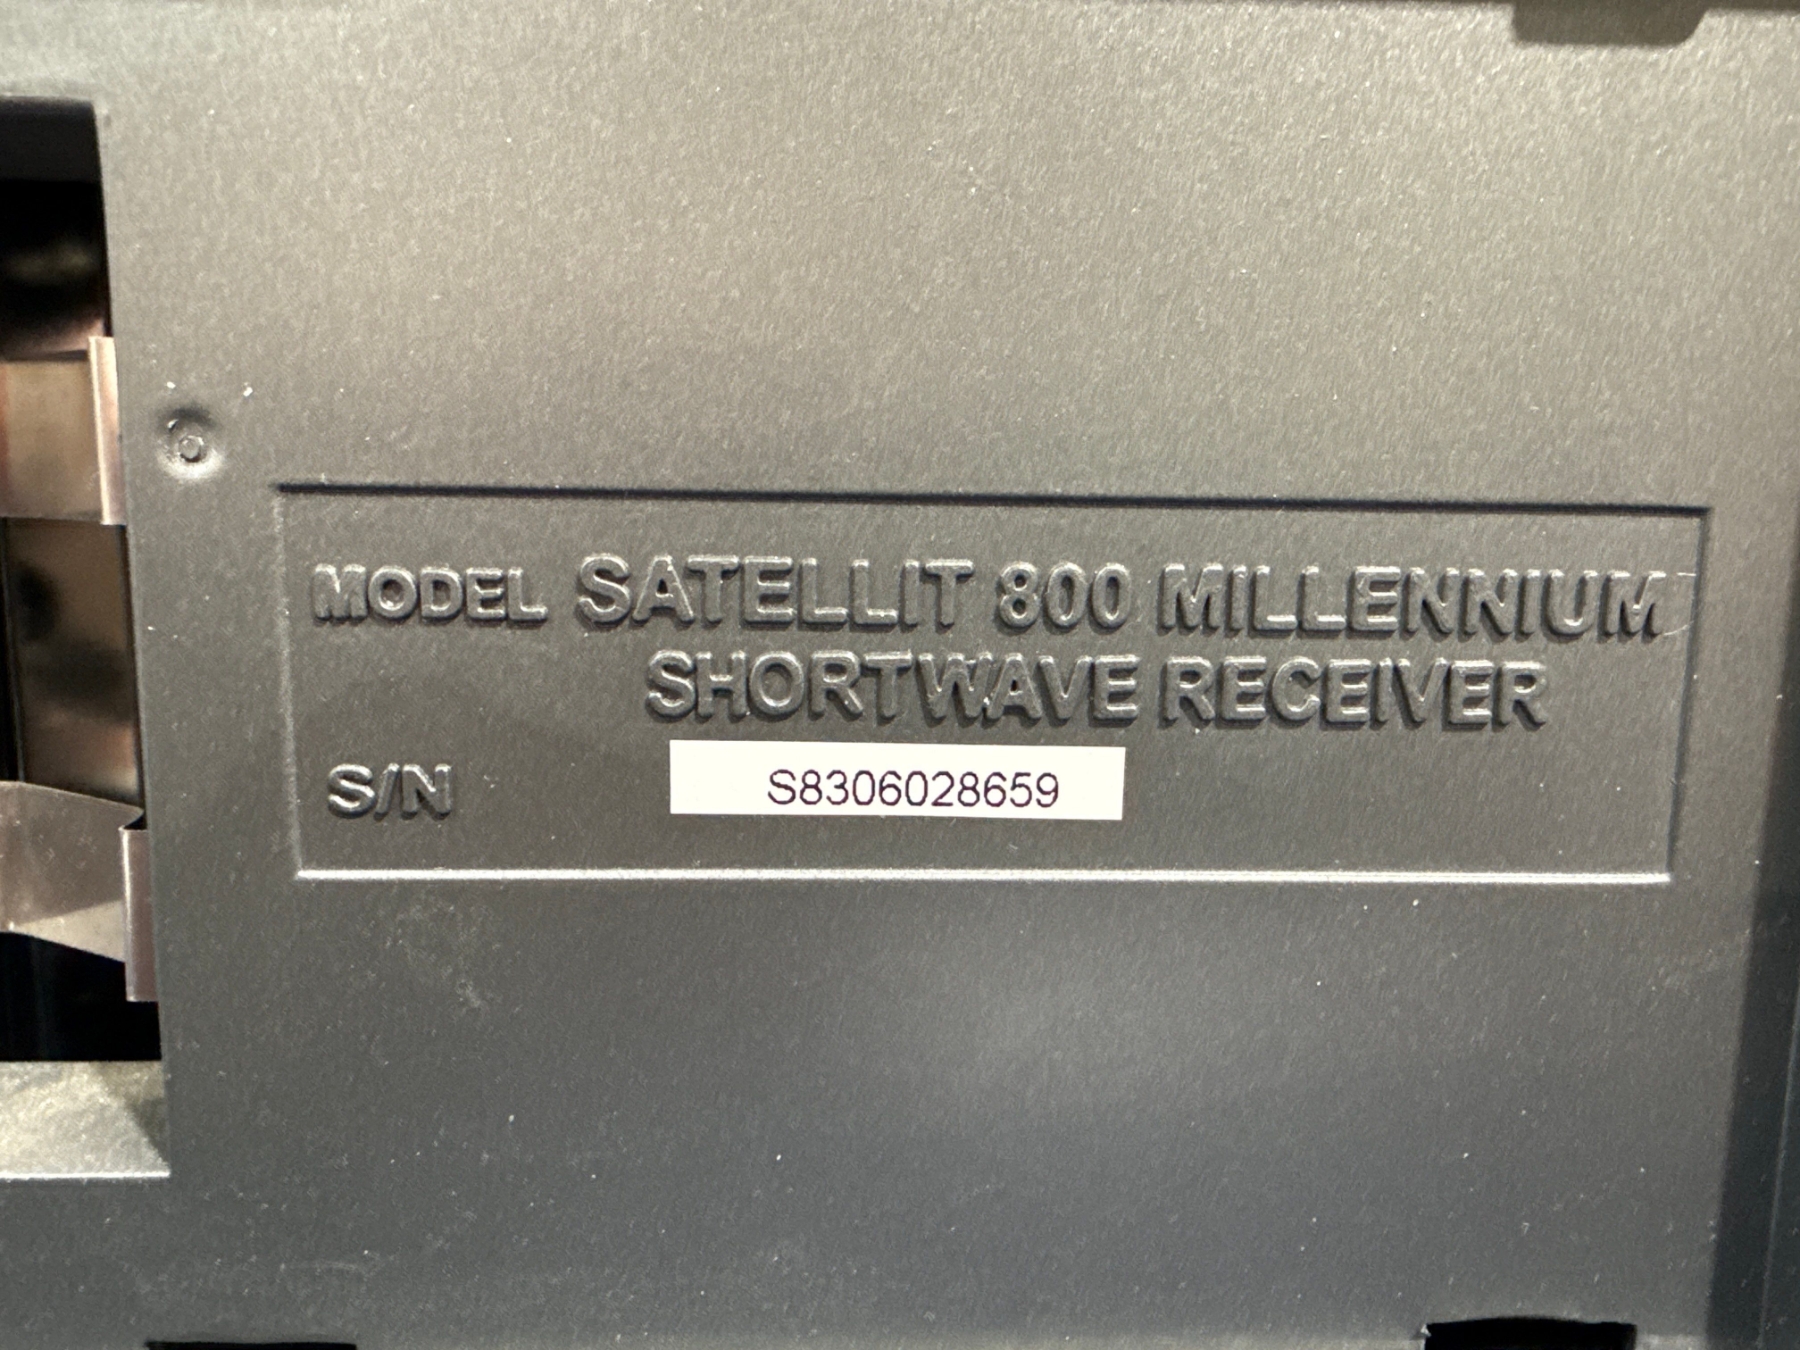 MODEL SATELLIT 800 MILLENNIUM
SHORTWAVE RECEIVER
S/N S8306028659